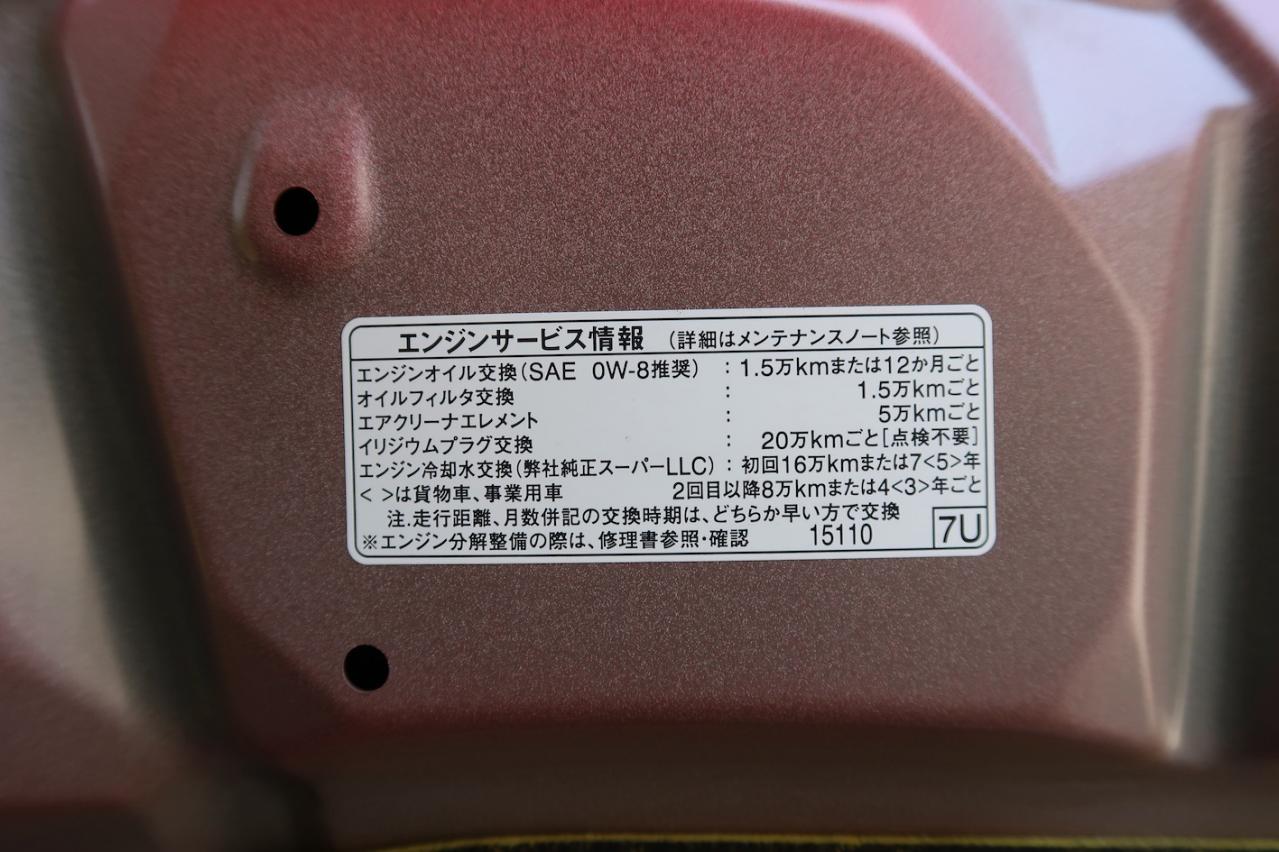 エンジンサービス情報 (詳細はメンテナンスノート参照)
エンジンオイル交換(SAE 0W-8推奨) : 1.5万kmまたは12か月ごと
オイルフィルタ交換 : 1.5万kmごと
エアクリーナエレメント : 5万kmごと
イリジウムプラグ交換 : 20万kmごと[点検不要]
エンジン冷却水交換(弊社純正スーパーLLC) : 初回16万kmまたは7<5>年
< >は貨物車、事業用車 2回目以降8万kmまたは4<3>年ごと
注.走行距離、月数併記の交換時期は、どちらか早い方で交換
※エンジン分解整備の際は、修理書参照・確認 15110 7U